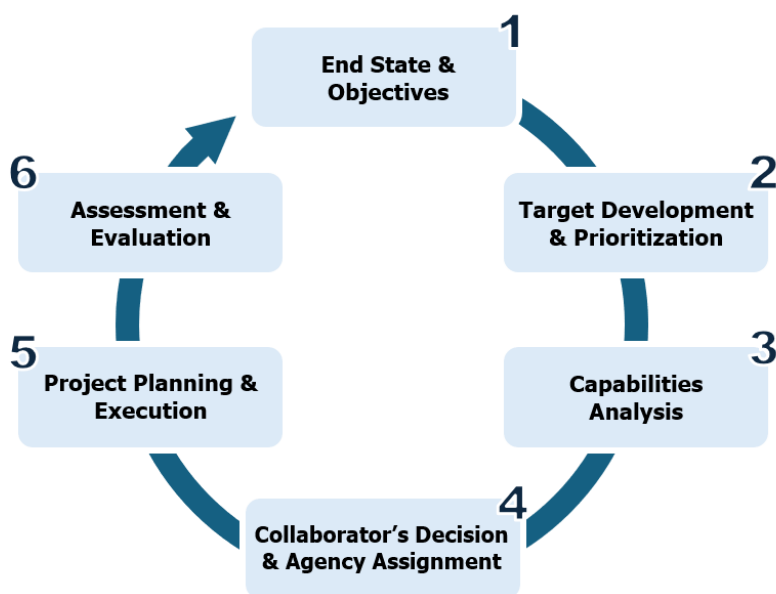 1
End State &
Objectives
2
Target Development
& Prioritization
3
Capabilities
Analysis
4
Collaborator’s Decision
& Agency Assignment
5
Project Planning &
Execution
6
Assessment &
Evaluation